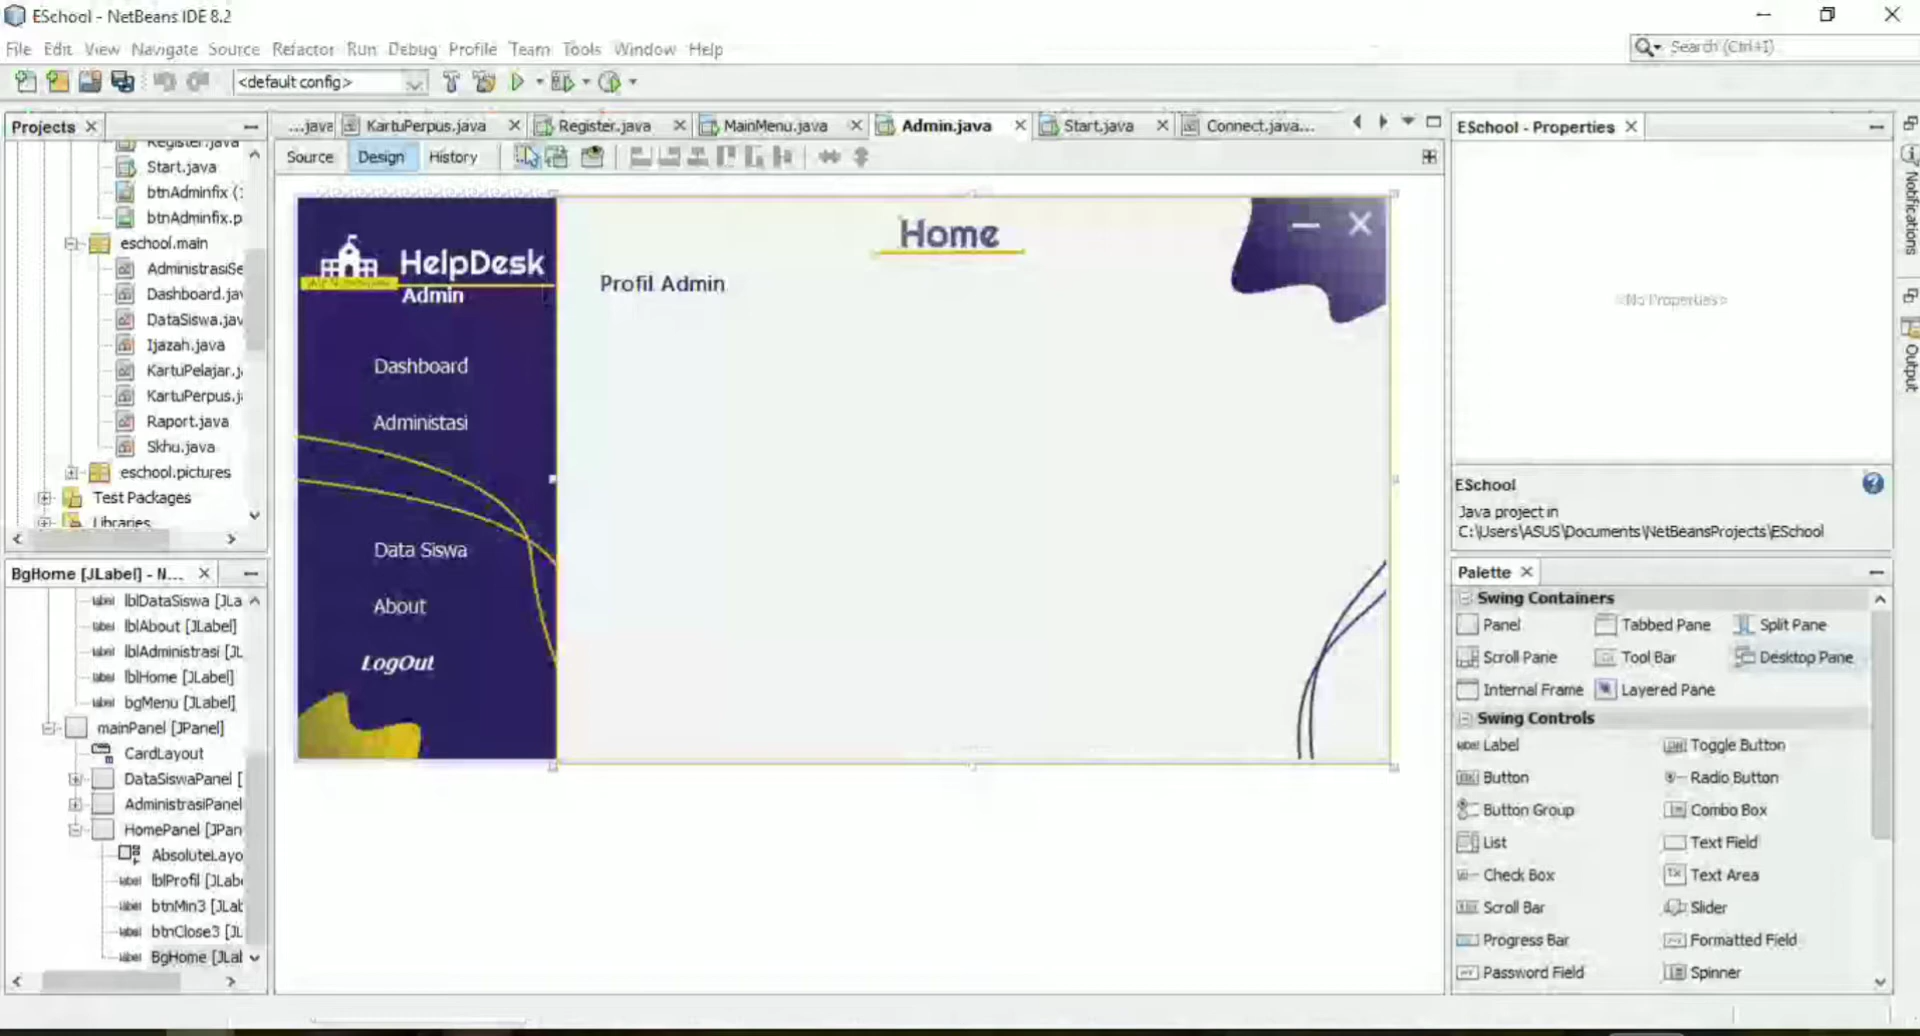 ESchool - NetBeans IDE 8.2
File Edit View Navigate Source Refactor Run Debug Profile Team Tools Window Help
Search (Ctrl+I)
<default config>
Projects
...java KartuPerpus.java Register.java MainMenu.java Admin.java Start.java Connect.java...
ESchool - Properties
Source Design History
Register.java
Start.java
btnAdminfix (
btnAdminfix.p
eschool.main
AdministrasiSe
Dashboard.jav
DataSiswa.jav
Ijazah.java
KartuPelajar.j
KartuPerpus.j
Raport.java
Skhu.java
eschool.pictures
Test Packages
Libraries
BgHome [JLabel] - N...
lblDataSiswa [JLa
lblAbout [JLabel]
lblAdministrasi [JL
lblHome [JLabel]
bgMenu [JLabel]
mainPanel [JPanel]
CardLayout
DataSiswaPanel [
AdministrasiPanel
HomePanel [JPan
AbsoluteLayo
lblProfil [JLabe
btnMin3 [JLab
btnClose3 [JL
BgHome [JLal
HelpDesk
Admin
Dashboard
Administasi
Data Siswa
About
LogOut
Home
Profil Admin
<No Properties>
ESchool
Java project in
C:\Users\ASUS\Documents\NetBeansProjects\ESchool
Palette
Swing Containers
Panel Tabbed Pane Split Pane
Scroll Pane Tool Bar Desktop Pane
Internal Frame Layered Pane
Swing Controls
Label Toggle Button
Button Radio Button
Button Group Combo Box
List Text Field
Check Box Text Area
Scroll Bar Slider
Progress Bar Formatted Field
Password Field Spinner
Notifications
Output